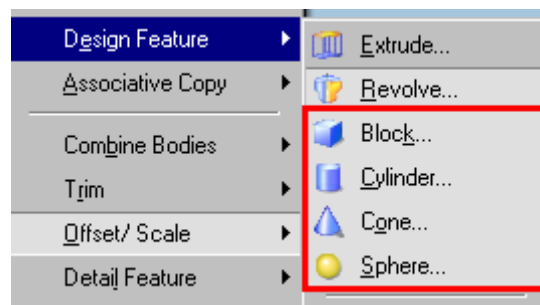 Design Feature
Associative Copy
Combine Bodies
Trim
Offset/ Scale
Detail Feature
Extrude...
Revolve...
Block...
Cylinder...
Cone...
Sphere...